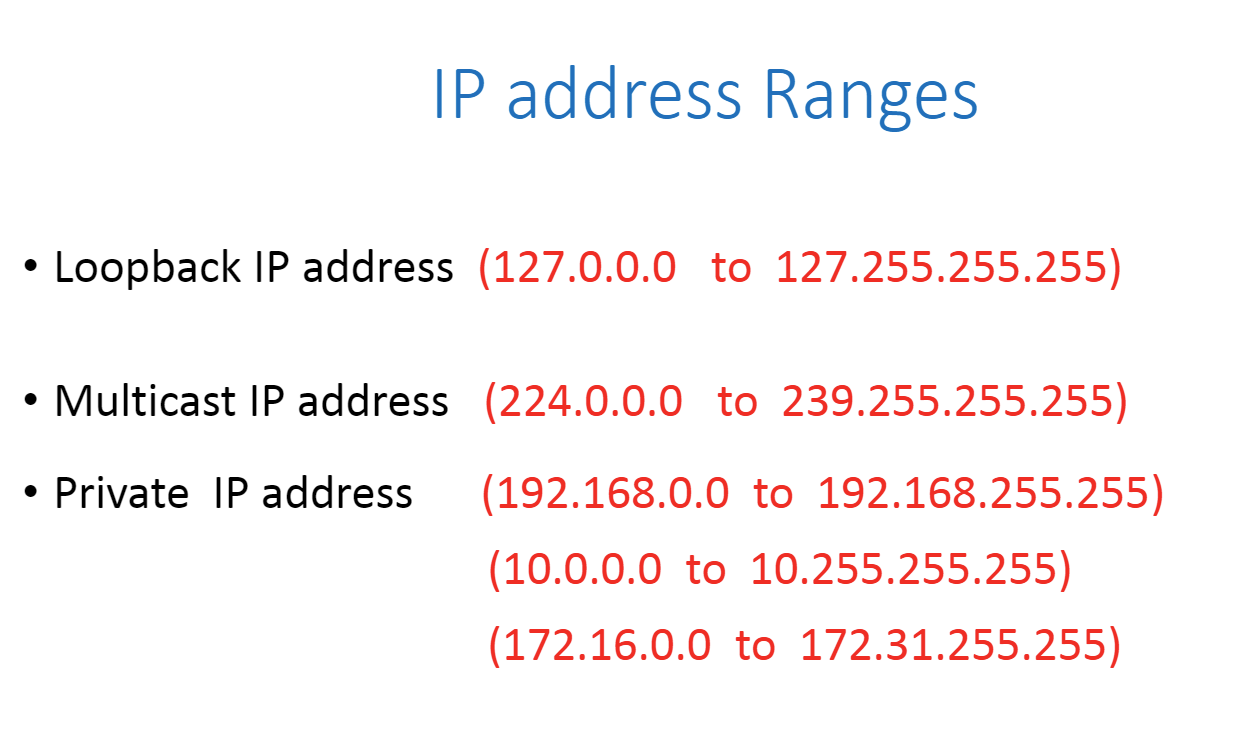 IP address Ranges
• Loopback IP address (127.0.0.0 to 127.255.255.255)
• Multicast IP address (224.0.0.0 to 239.255.255.255)
• Private IP address (192.168.0.0 to 192.168.255.255)
(10.0.0.0 to 10.255.255.255)
(172.16.0.0 to 172.31.255.255)